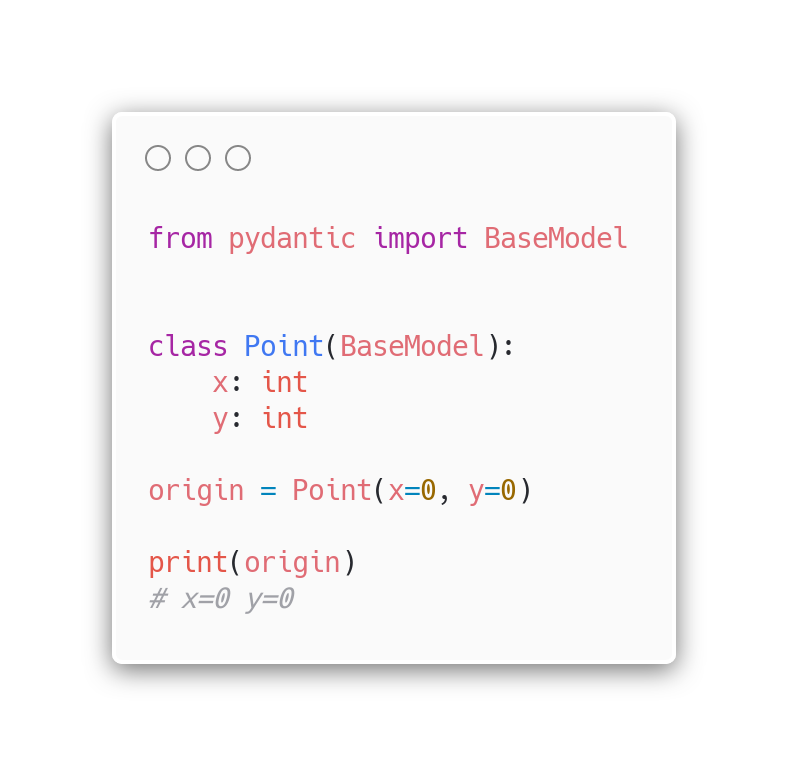 from pydantic import BaseModel
class Point(BaseModel):
    x: int
    y: int
origin = Point(x=0, y=0)
print(origin)
# x=0 y=0